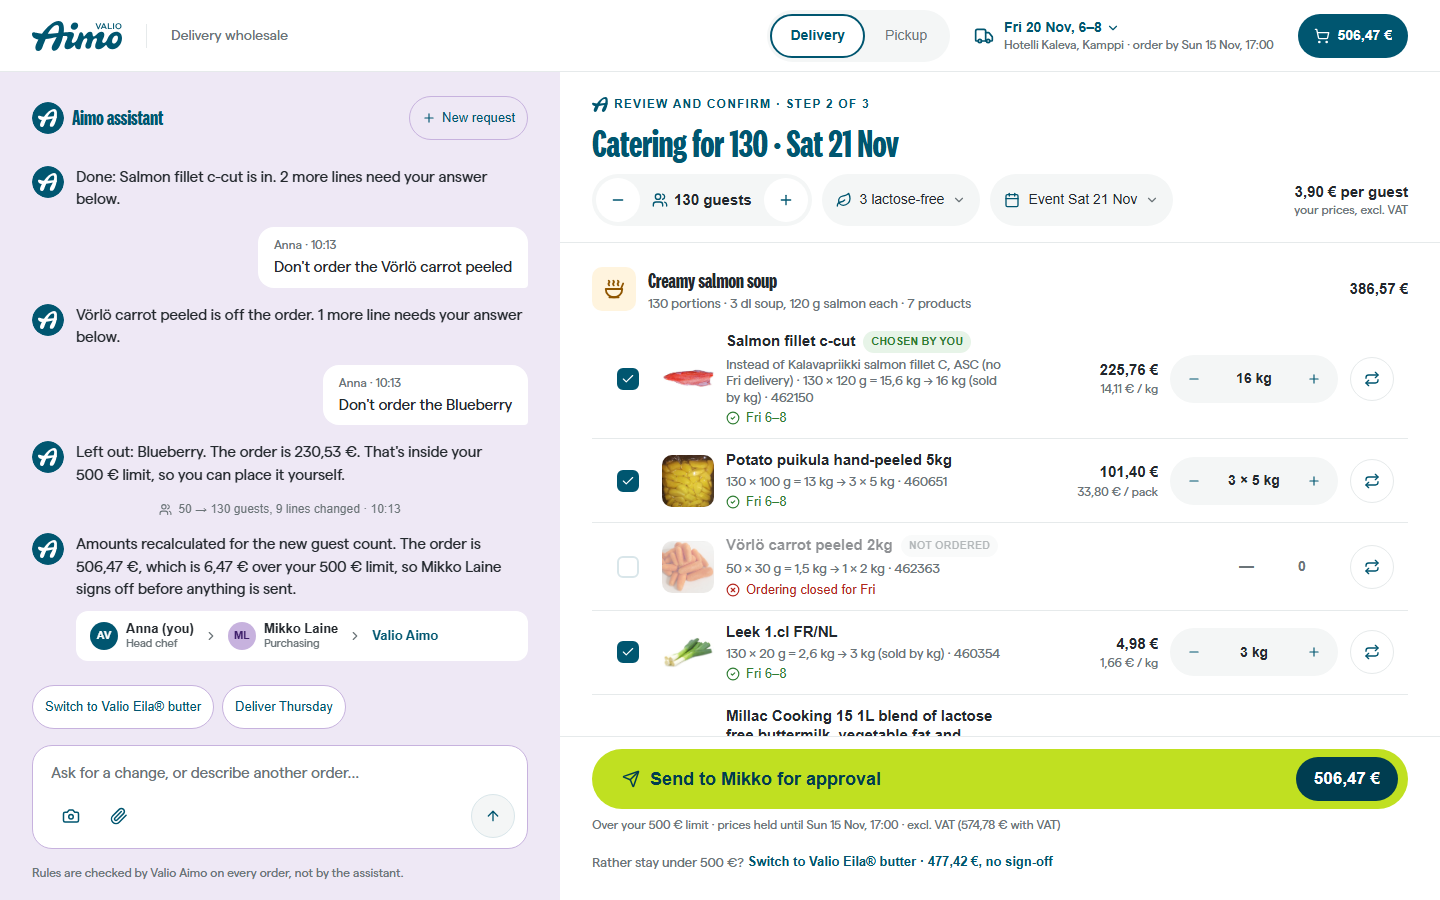 VALIO
Aimo
Delivery wholesale
Delivery
Pickup
Fri 20 Nov, 6–8
Hotelli Kaleva, Kamppi · order by Sun 15 Nov, 17:00
506,47 €
Aimo assistant
New request
Done: Salmon fillet c-cut is in. 2 more lines need your answer
below.
Anna · 10:13
Don't order the Vörlö carrot peeled
Vörlö carrot peeled is off the order. 1 more line needs your answer
below.
Anna · 10:13
Don't order the Blueberry
Left out: Blueberry. The order is 230,53 €. That's inside your
500 € limit, so you can place it yourself.
50 → 130 guests, 9 lines changed · 10:13
Amounts recalculated for the new guest count. The order is
506,47 €, which is 6,47 € over your 500 € limit, so Mikko Laine
signs off before anything is sent.
AV
Anna (you)
Head chef
ML
Mikko Laine
Purchasing
Valio Aimo
Switch to Valio Eila® butter
Deliver Thursday
Ask for a change, or describe another order...
Rules are checked by Valio Aimo on every order, not by the assistant.
REVIEW AND CONFIRM · STEP 2 OF 3
Catering for 130 · Sat 21 Nov
130 guests
3 lactose-free
Event Sat 21 Nov
3,90 € per guest
your prices, excl. VAT
Creamy salmon soup
130 portions · 3 dl soup, 120 g salmon each · 7 products
386,57 €
Salmon fillet c-cut
CHOSEN BY YOU
Instead of Kalavapriikki salmon fillet C, ASC (no
Fri delivery) · 130 × 120 g = 15,6 kg → 16 kg (sold
by kg) · 462150
Fri 6–8
225,76 €
14,11 € / kg
16 kg
Potato puikula hand-peeled 5kg
130 × 100 g = 13 kg → 3 × 5 kg · 460651
Fri 6–8
101,40 €
33,80 € / pack
3 × 5 kg
Vörlö carrot peeled 2kg
NOT ORDERED
50 × 30 g = 1,5 kg → 1 × 2 kg · 462363
Ordering closed for Fri
—
0
Leek 1.cl FR/NL
130 × 20 g = 2,6 kg → 3 kg (sold by kg) · 460354
Fri 6–8
4,98 €
1,66 € / kg
3 kg
Millac Cooking 15 1L blend of lactose
free buttermilk, vegetable fat and
Send to Mikko for approval
506,47 €
Over your 500 € limit · prices held until Sun 15 Nov, 17:00 · excl. VAT (574,78 € with VAT)
Rather stay under 500 €? Switch to Valio Eila® butter · 477,42 €, no sign-off